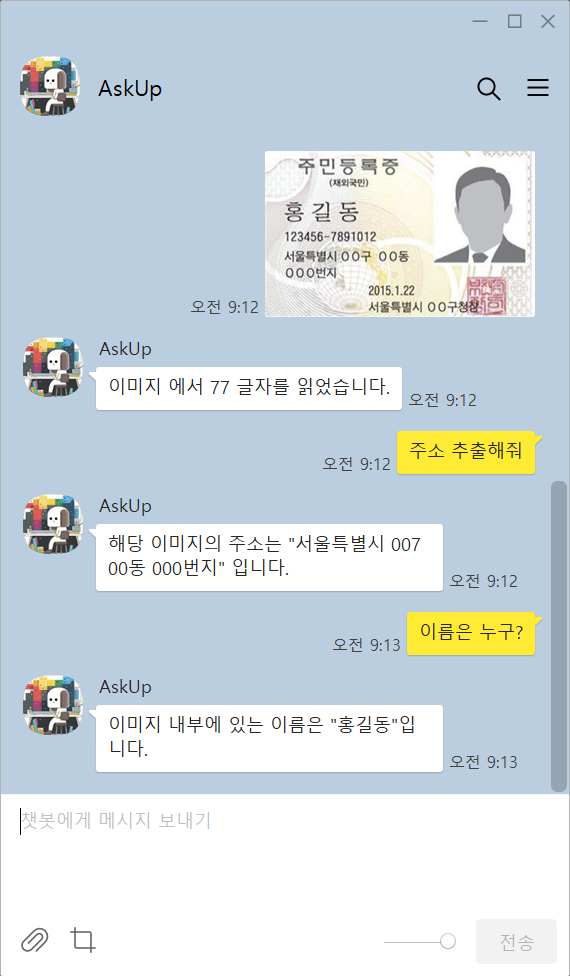 AskUp
주민등록증
(재외국민)
홍길동
123456-7891012
서울특별시 OO구 OO동
OOO번지
2015.1.22
서울특별시 OO구청장
오전 9:12
AskUp
이미지 에서 77 글자를 읽었습니다.
오전 9:12
주소 추출해줘
오전 9:12
AskUp
해당 이미지의 주소는 "서울특별시 007
00동 000번지" 입니다.
오전 9:12
이름은 누구?
오전 9:13
AskUp
이미지 내부에 있는 이름은 "홍길동"입
니다.
오전 9:13
챗봇에게 메시지 보내기
전송